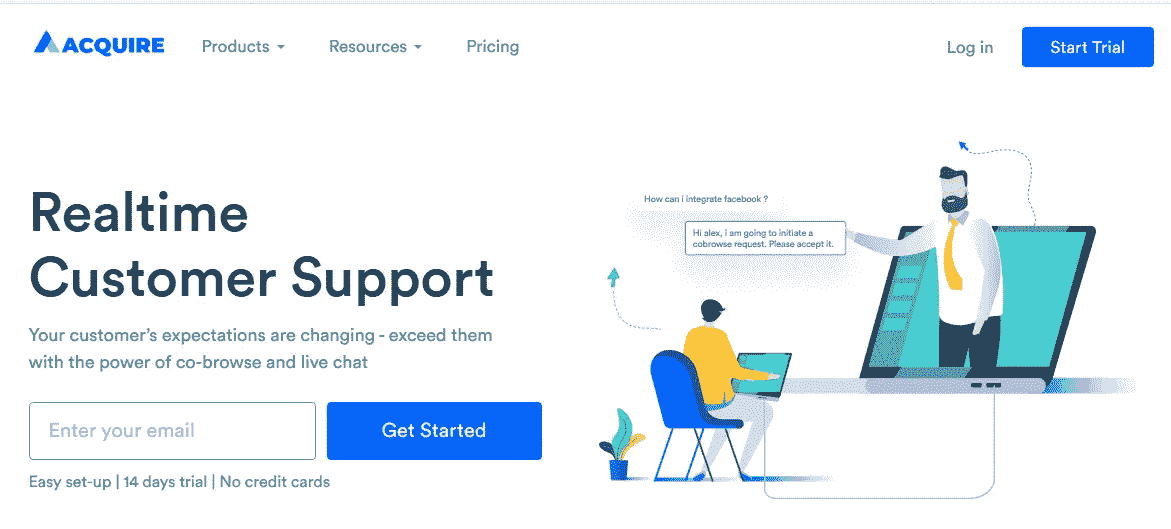 ACQUIRE
Products
Resources
Pricing
Log in
Start Trial
Realtime
Customer Support
Your customer's expectations are changing - exceed them
with the power of co-browse and live chat
Enter your email
Get Started
Easy set-up | 14 days trial | No credit cards
How can i integrate facebook ?
Hi alex, i am going to initiate a
cobrowse request. Please accept it.